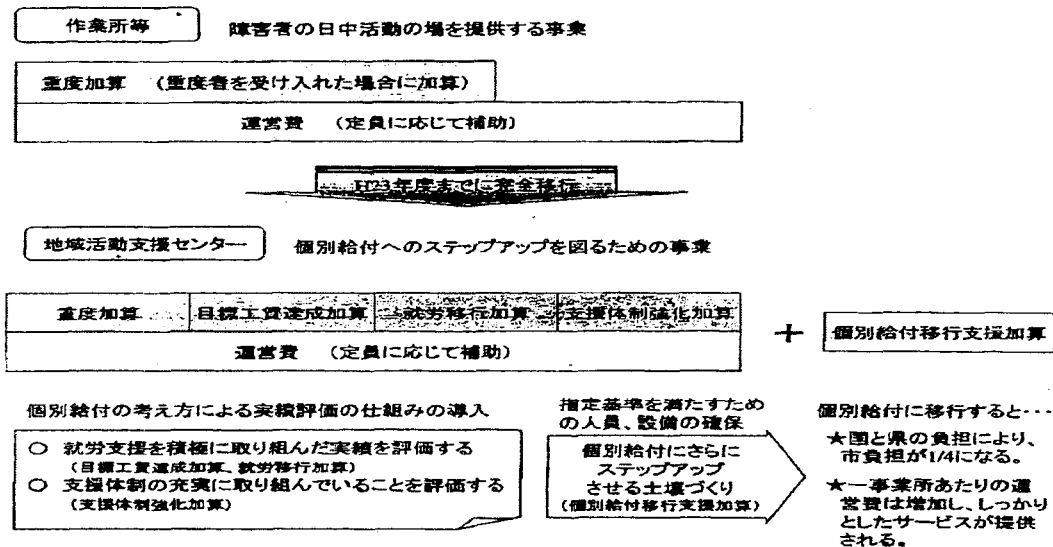 作業所等
障害者の日中活動の場を提供する事業
重度加算 （重度者を受け入れた場合に加算）
運営費 （定員に応じて補助）
H23年度までに完全移行
地域活動支援センター
個別給付へのステップアップを図るための事業
重度加算
目標工賃達成加算
就労移行加算
支援体制強化加算
運営費 （定員に応じて補助）
+
個別給付移行支援加算
個別給付の考え方による実績評価の仕組みの導入
○ 就労支援を積極に取り組んだ実績を評価する
（目標工賃達成加算、就労移行加算）
○ 支援体制の充実に取り組んでいることを評価する
（支援体制強化加算）
指定基準を満たすため
の人員、設備の確保
個別給付にさらに
ステップアップ
させる土壌づくり
（個別給付移行支援加算）
個別給付に移行すると・・・
★国と県の負担により、
市負担が1/4になる。
★一事業所あたりの運
営費は増加し、しっかり
としたサービスが提供
される。